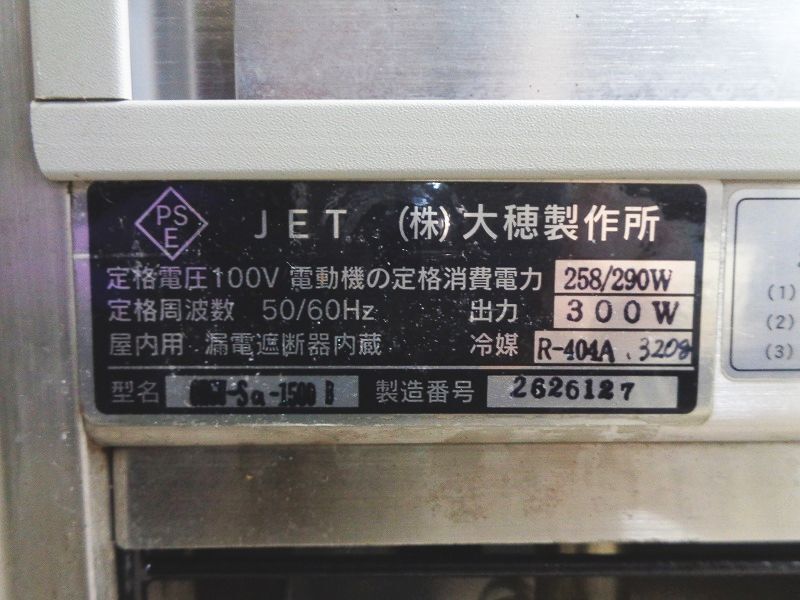 PS
E
JET (株)大穂製作所
定格電圧100V 電動機の定格消費電力 258/290W
定格周波数 50/60Hz 出力 300W
屋内用 漏電遮断器内蔵 冷媒 R-404A 320g
型名 -Sa-1500 B 製造番号 2626127
(1)
(2)
(3)